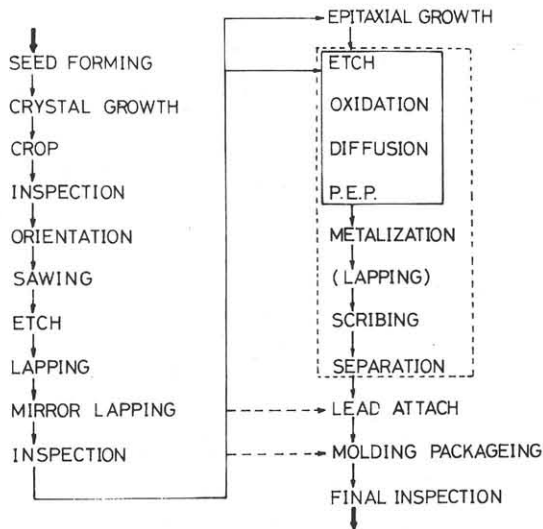 SEED FORMING
CRYSTAL GROWTH
CROP
INSPECTION
ORIENTATION
SAWING
ETCH
LAPPING
MIRROR LAPPING
INSPECTION
EPITAXIAL GROWTH
ETCH
OXIDATION
DIFFUSION
P.E.P.
METALIZATION
(LAPPING)
SCRIBING
SEPARATION
LEAD ATTACH
MOLDING PACKAGEING
FINAL INSPECTION